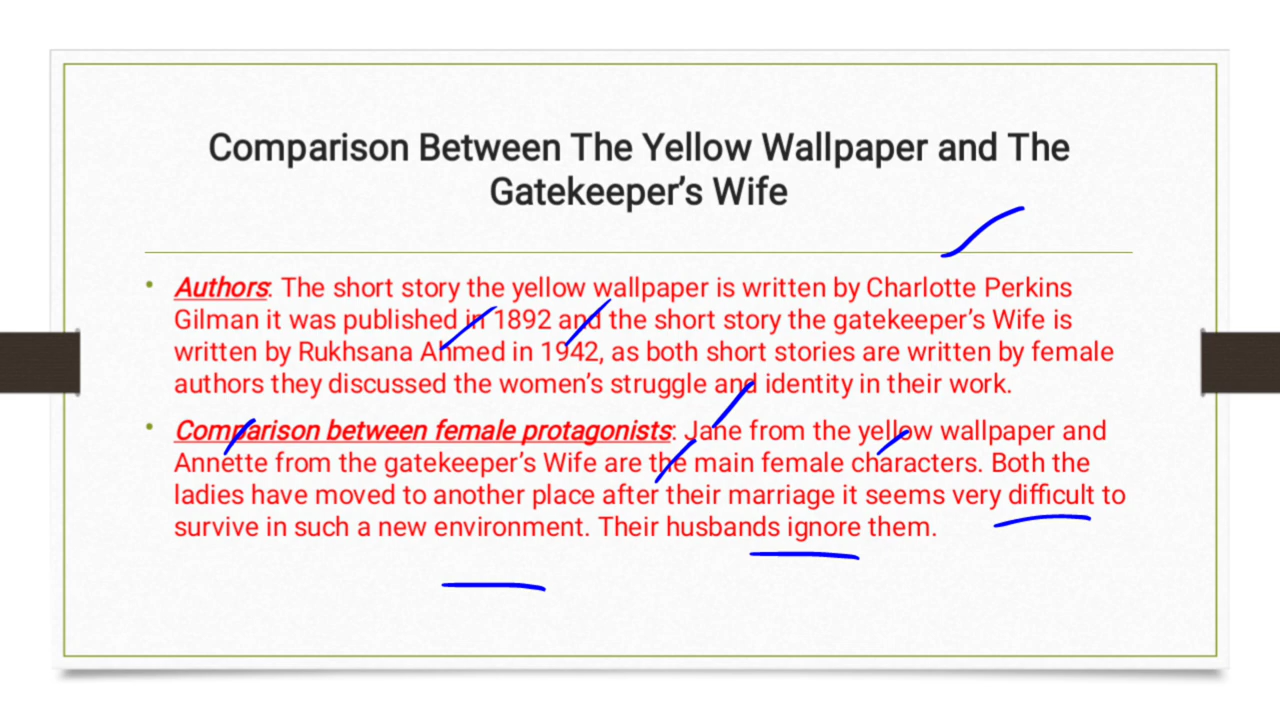 Comparison Between The Yellow Wallpaper and The
Gatekeeper’s Wife
• Authors: The short story the yellow wallpaper is written by Charlotte Perkins
Gilman it was published in 1892 and the short story the gatekeeper’s Wife is
written by Rukhsana Ahmed in 1942, as both short stories are written by female
authors they discussed the women’s struggle and identity in their work.
• Comparison between female protagonists: Jane from the yellow wallpaper and
Annette from the gatekeeper’s Wife are the main female characters. Both the
ladies have moved to another place after their marriage it seems very difficult to
survive in such a new environment. Their husbands ignore them.